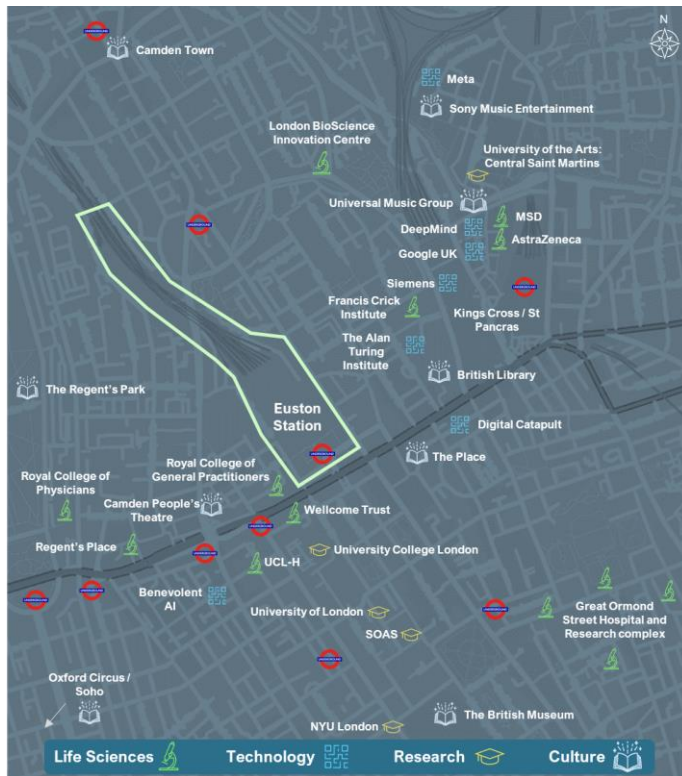 N
Camden Town
Meta
Sony Music Entertainment
London BioScience
Innovation Centre
University of the Arts:
Central Saint Martins
Universal Music Group
MSD
DeepMind
AstraZeneca
Google UK
Siemens
Francis Crick
Institute
Kings Cross / St
Pancras
The Alan
Turing
Institute
British Library
The Regent's Park
Euston
Station
Digital Catapult
The Place
Royal College of
General Practitioners
Royal College of
Physicians
Camden People's
Theatre
Wellcome Trust
Regent's Place
University College London
UCL-H
Benevolent
AI
University of London
Great Ormond
Street Hospital and
Research complex
SOAS
Oxford Circus /
Soho
The British Museum
NYU London
Life Sciences
Technology
Research
Culture